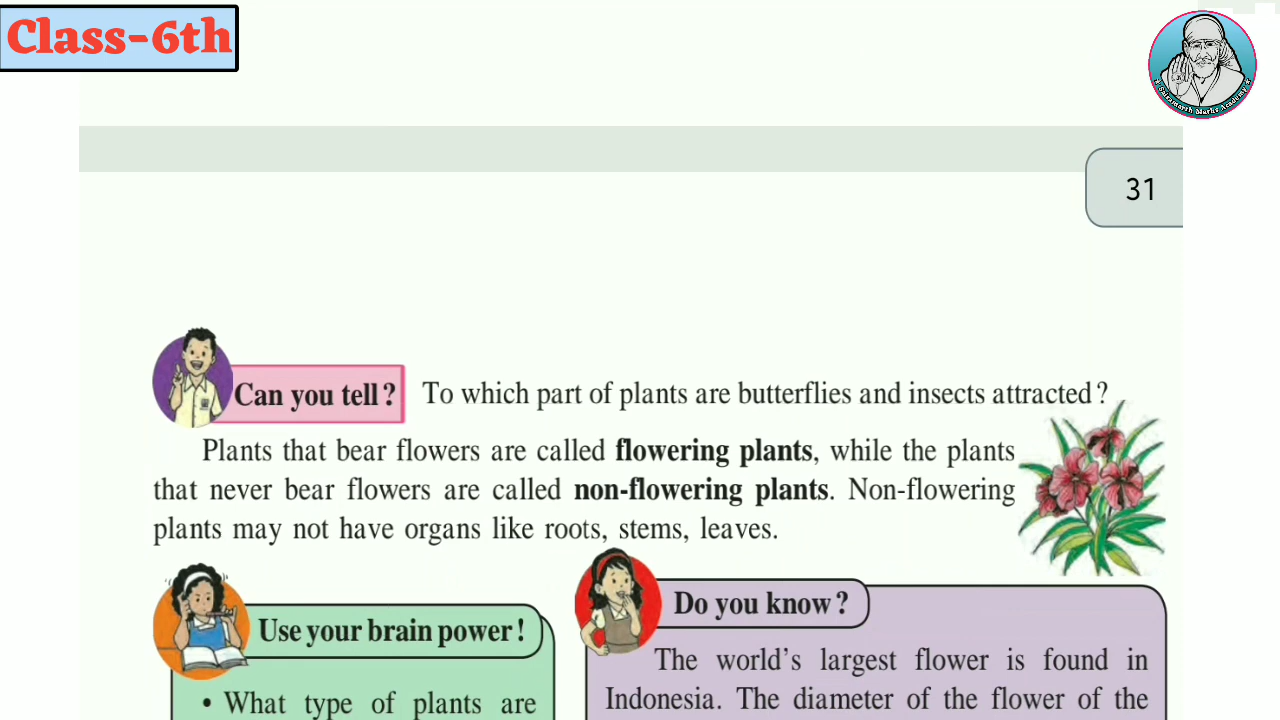 Class-6th
Sairamansh Maths Academy
31
Can you tell? To which part of plants are butterflies and insects attracted?
Plants that bear flowers are called flowering plants, while the plants
that never bear flowers are called non-flowering plants. Non-flowering
plants may not have organs like roots, stems, leaves.
Use your brain power!
• What type of plants are
Do you know?
The world's largest flower is found in
Indonesia. The diameter of the flower of the